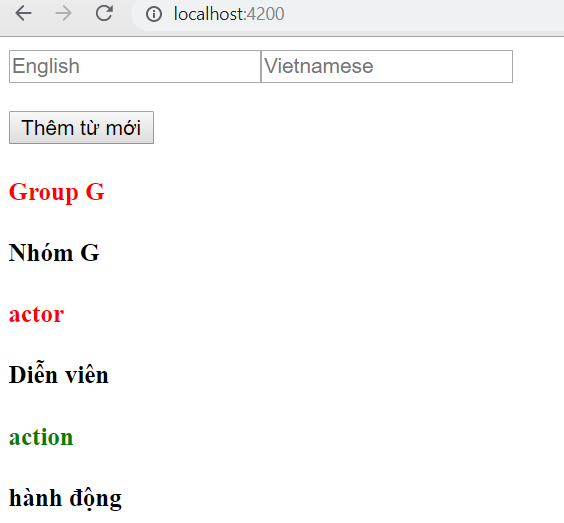 localhost:4200
English Vietnamese
Thêm từ mới
Group G
Nhóm G
actor
Diễn viên
action
hành động